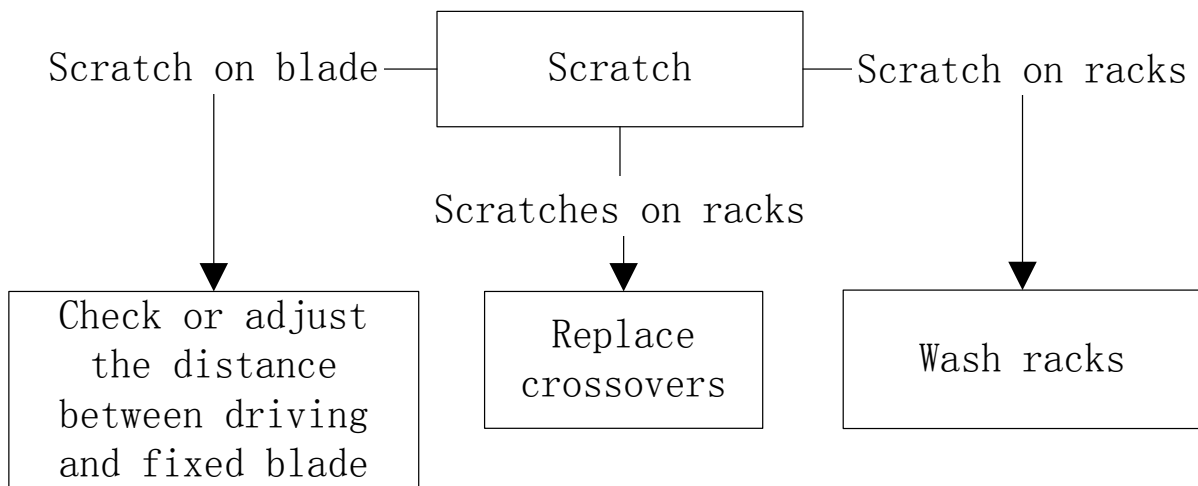 Scratch on blade
Scratch
Scratch on racks
Scratches on racks
Check or adjust
the distance
between driving
and fixed blade
Replace
crossovers
Wash racks